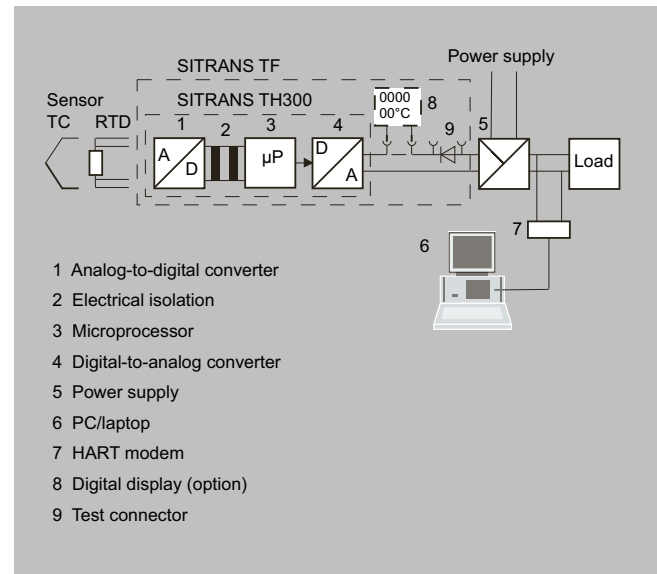 Power supply
SITRANS TF
Sensor
SITRANS TH300
0000
00°C
8
TC RTD
1 2 3 4 9 5
A
D
µP
D
A
Load
7
6
1 Analog-to-digital converter
2 Electrical isolation
3 Microprocessor
4 Digital-to-analog converter
5 Power supply
6 PC/laptop
7 HART modem
8 Digital display (option)
9 Test connector